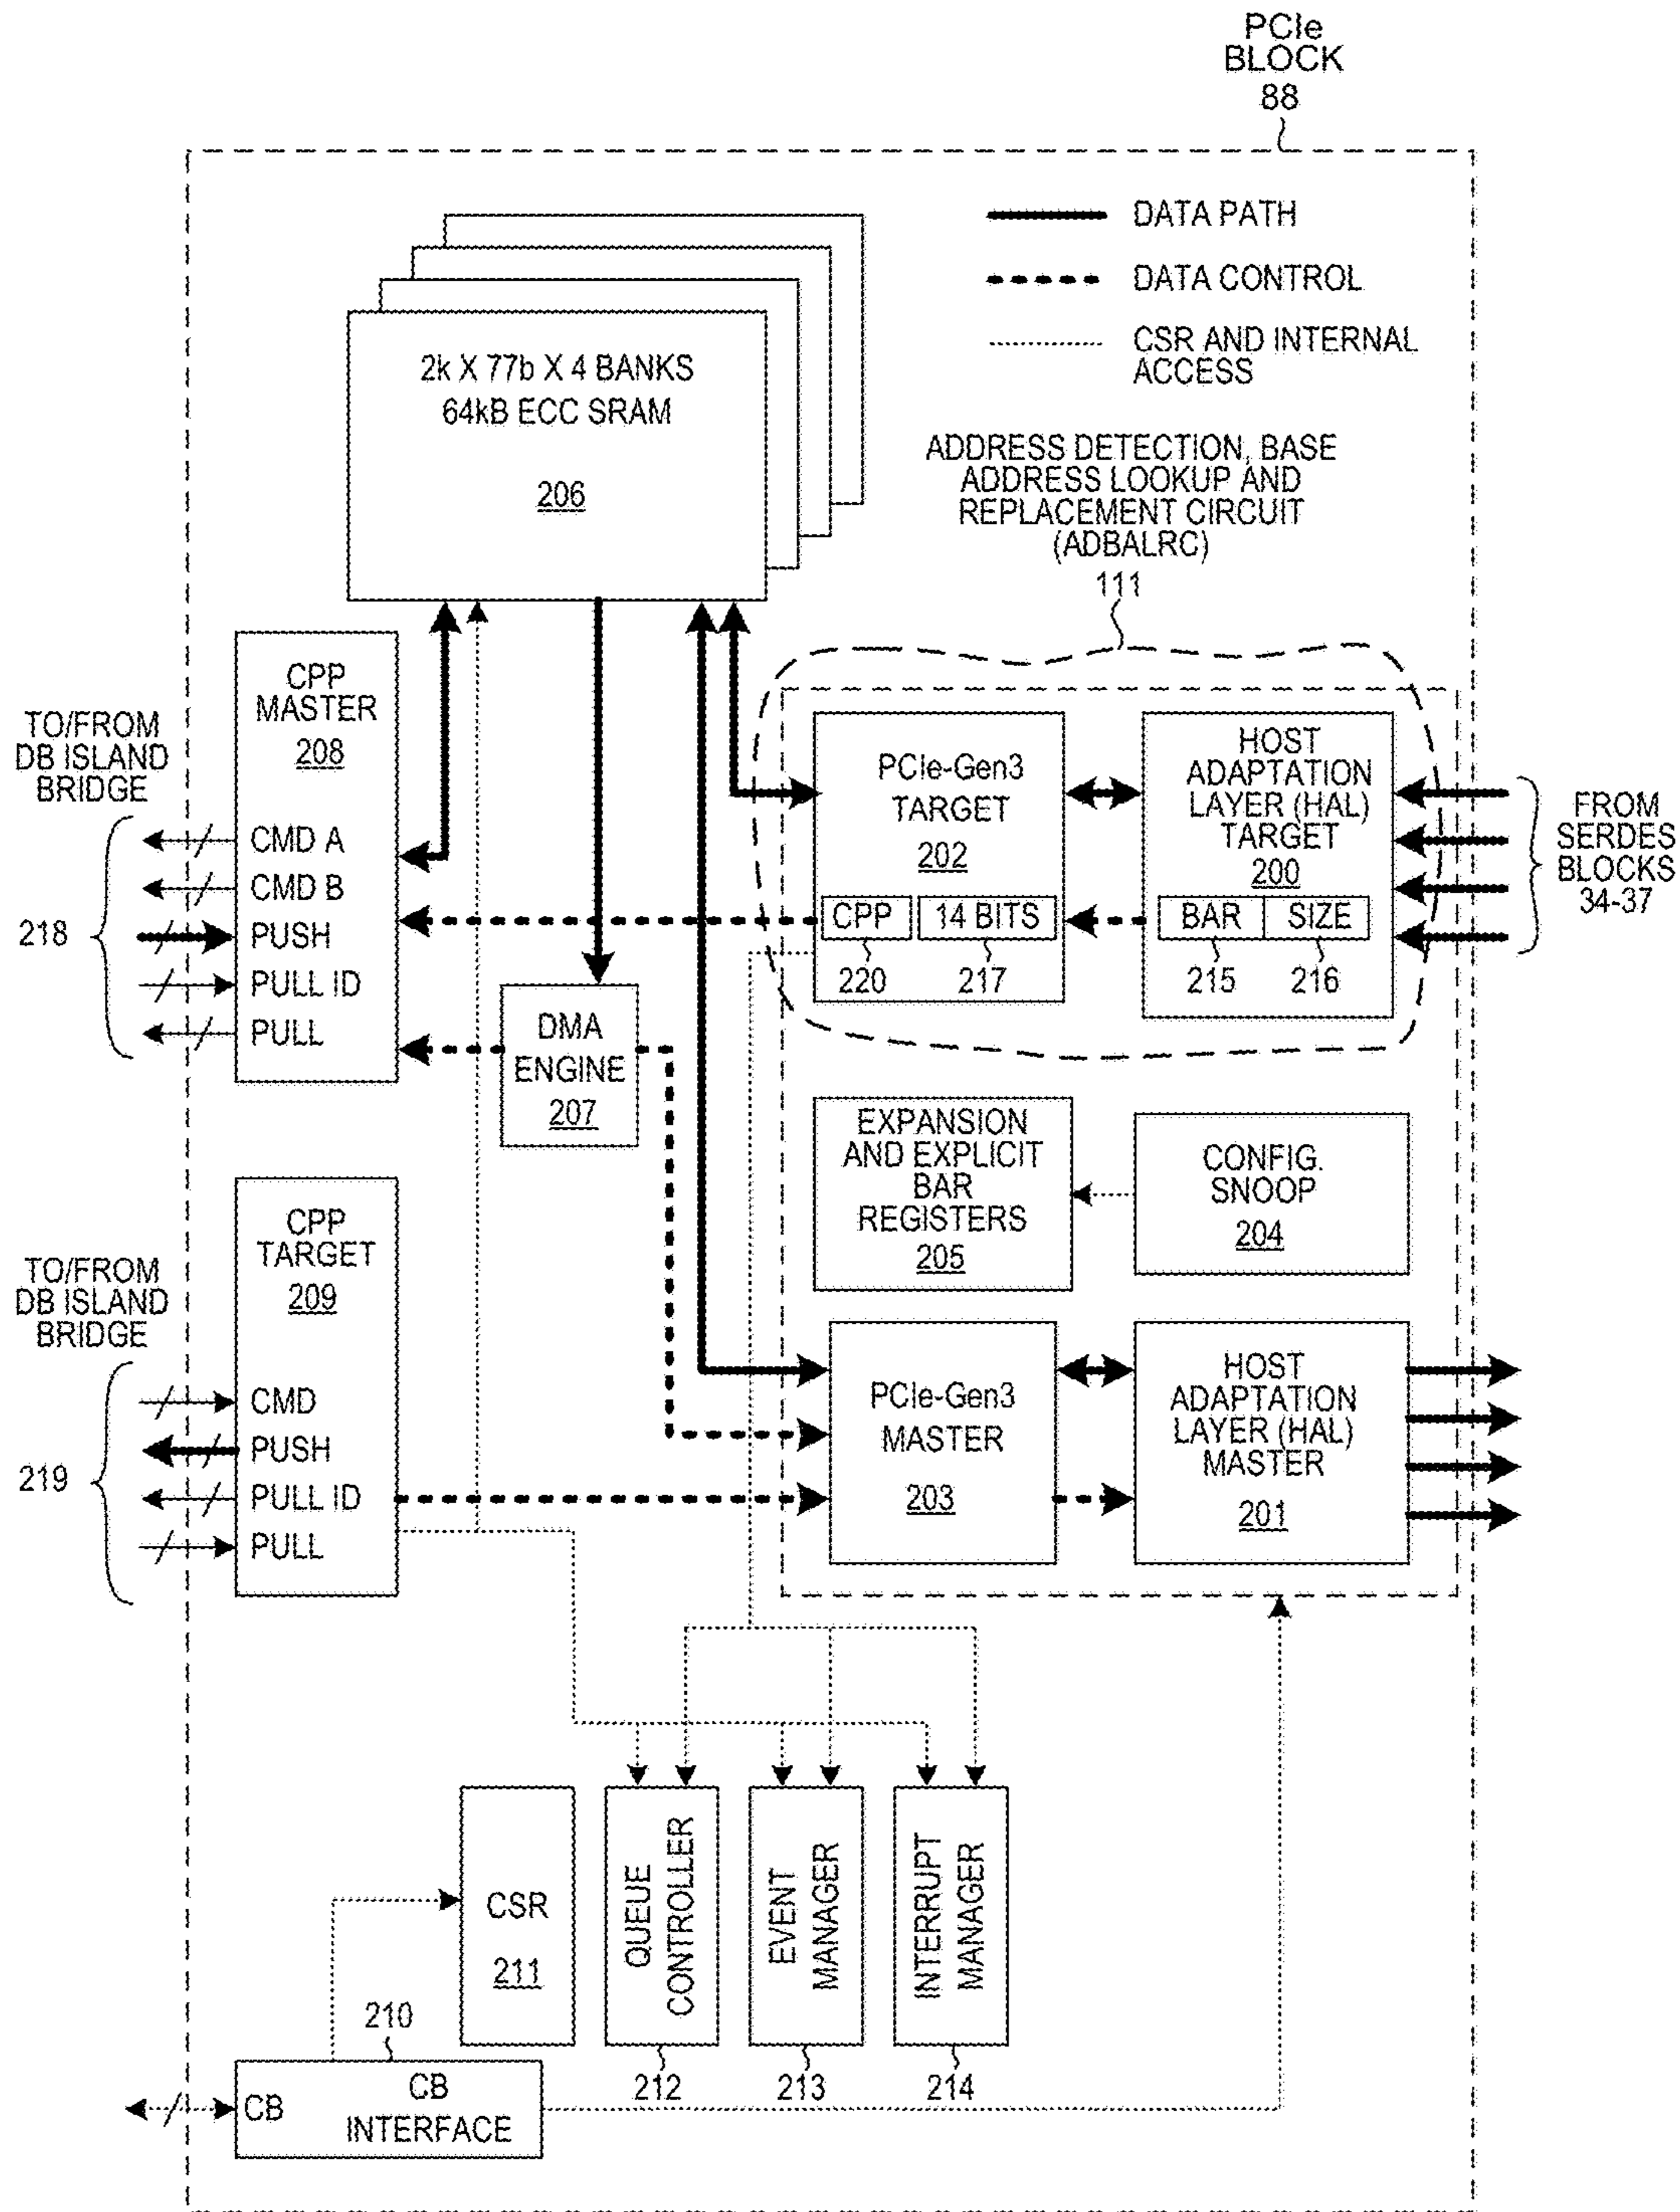 PCIe
BLOCK
88
DATA PATH
DATA CONTROL
CSR AND INTERNAL
ACCESS
2k X 77b X 4 BANKS
64kB ECC SRAM
206
ADDRESS DETECTION, BASE
ADDRESS LOOKUP AND
REPLACEMENT CIRCUIT
(ADBALRC)
111
TO/FROM
DB ISLAND
BRIDGE
218
CPP
MASTER
208
CMD A
CMD B
PUSH
PULL ID
PULL
DMA
ENGINE
207
PCIe-Gen3
TARGET
202
CPP
14 BITS
220
217
HOST
ADAPTATION
LAYER (HAL)
TARGET
200
BAR
SIZE
215
216
FROM
SERDES
BLOCKS
34-37
EXPANSION
AND EXPLICIT
BAR
REGISTERS
205
CONFIG.
SNOOP
204
TO/FROM
DB ISLAND
BRIDGE
219
CPP
TARGET
209
CMD
PUSH
PULL ID
PULL
PCIe-Gen3
MASTER
203
HOST
ADAPTATION
LAYER (HAL)
MASTER
201
CSR
211
QUEUE
CONTROLLER
EVENT
MANAGER
INTERRUPT
MANAGER
210
212
213
214
CB
CB
INTERFACE